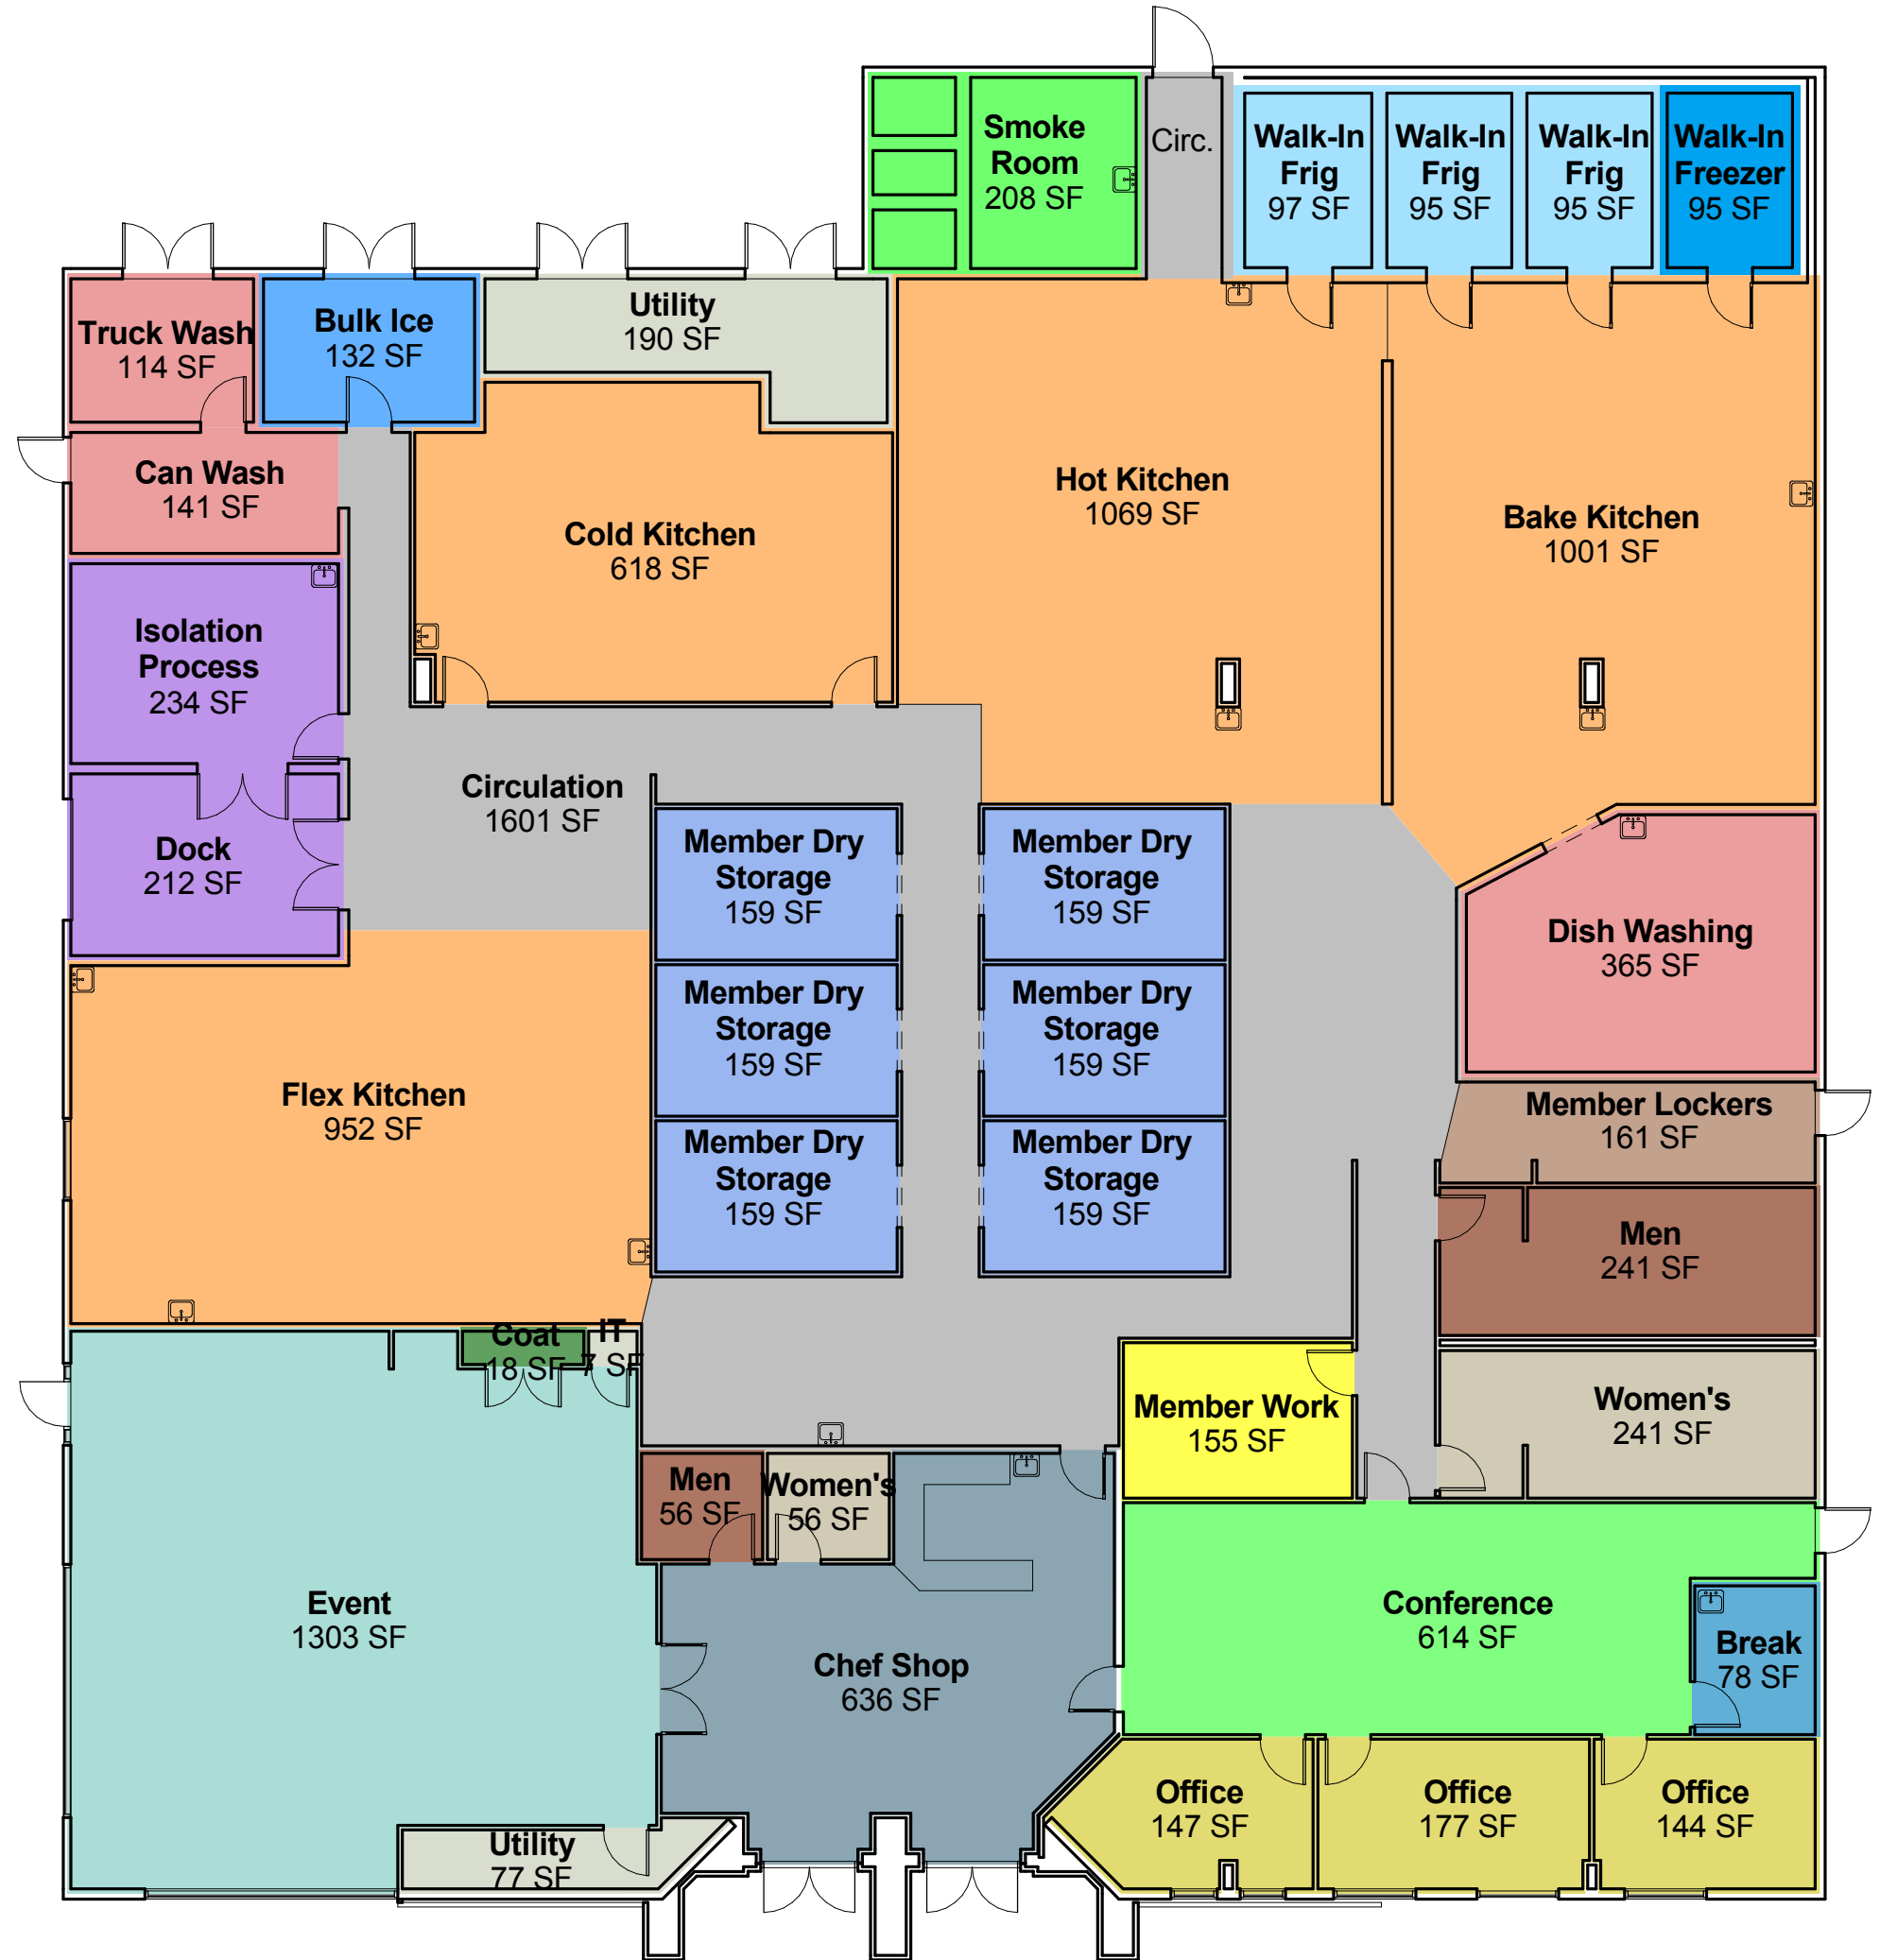 Smoke
Room
208 SF
Circ.
Walk-In
Frig
97 SF
Walk-In
Frig
95 SF
Walk-In
Frig
95 SF
Walk-In
Freezer
95 SF
Truck Wash
114 SF
Bulk Ice
132 SF
Utility
190 SF
Can Wash
141 SF
Cold Kitchen
618 SF
Hot Kitchen
1069 SF
Bake Kitchen
1001 SF
Isolation
Process
234 SF
Circulation
1601 SF
Dock
212 SF
Member Dry
Storage
159 SF
Member Dry
Storage
159 SF
Dish Washing
365 SF
Member Dry
Storage
159 SF
Member Dry
Storage
159 SF
Flex Kitchen
952 SF
Member Dry
Storage
159 SF
Member Dry
Storage
159 SF
Member Lockers
161 SF
Men
241 SF
Coat
18 SF
IT
7 SF
Member Work
155 SF
Women's
241 SF
Men
56 SF
Women's
56 SF
Event
1303 SF
Chef Shop
636 SF
Conference
614 SF
Break
78 SF
Office
147 SF
Office
177 SF
Office
144 SF
Utility
77 SF